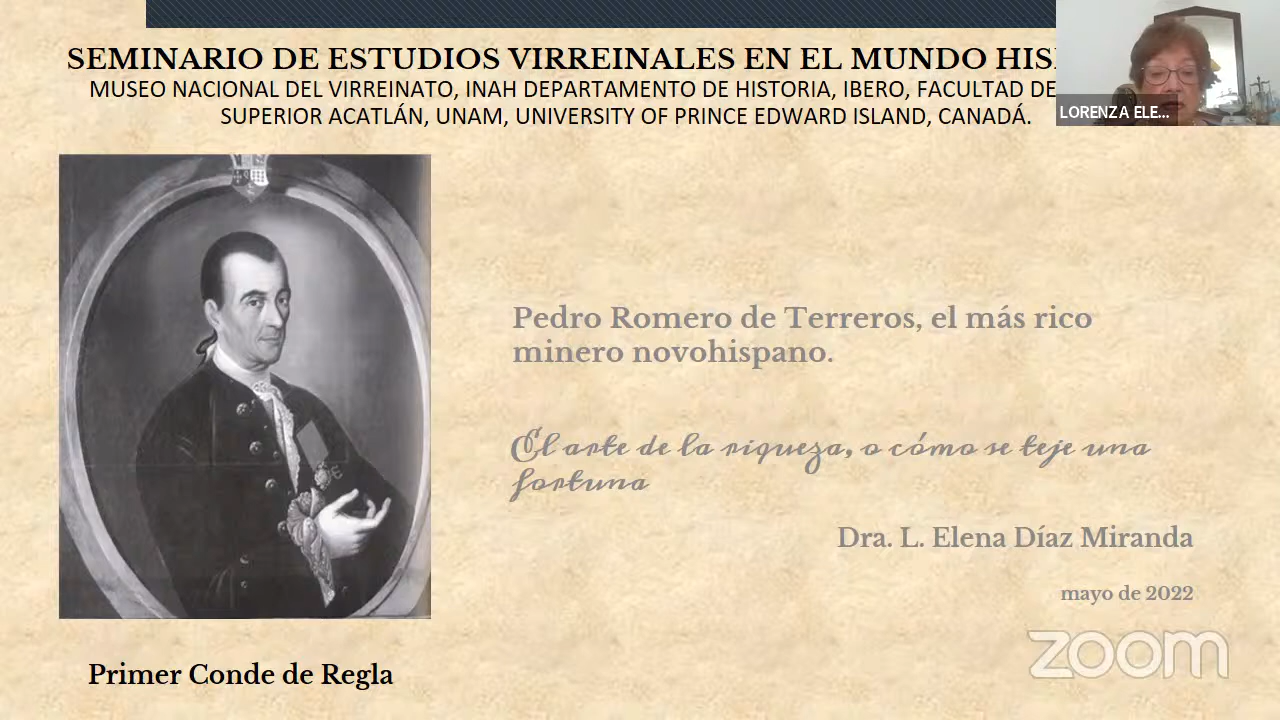 SEMINARIO DE ESTUDIOS VIRREINALES EN EL MUNDO HIS
MUSEO NACIONAL DEL VIRREINATO, INAH DEPARTAMENTO DE HISTORIA, IBERO, FACULTAD DE
SUPERIOR ACATLÁN, UNAM, UNIVERSITY OF PRINCE EDWARD ISLAND, CANADÁ.
LORENZA ELE...
Pedro Romero de Terreros, el más rico
minero novohispano.
El arte de la riqueza, o cómo se teje una
fortuna
Dra. L. Elena Díaz Miranda
mayo de 2022
zoom
Primer Conde de Regla